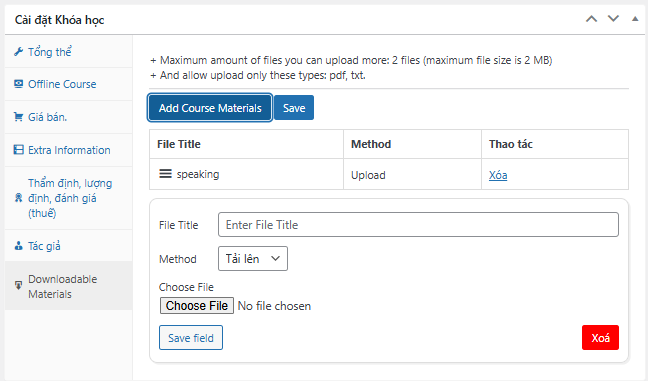 Cài đặt Khóa học
Tổng thể
Offline Course
Giá bán.
Extra Information
Thẩm định, lượng
định, đánh giá
(thuế)
Tác giả
Downloadable
Materials
+ Maximum amount of files you can upload more: 2 files (maximum file size is 2 MB)
+ And allow upload only these types: pdf, txt.
Add Course Materials Save
File Title Method Thao tác
speaking Upload Xóa
File Title Enter File Title
Method Tải lên
Choose File
Choose File No file chosen
Save field Xoá